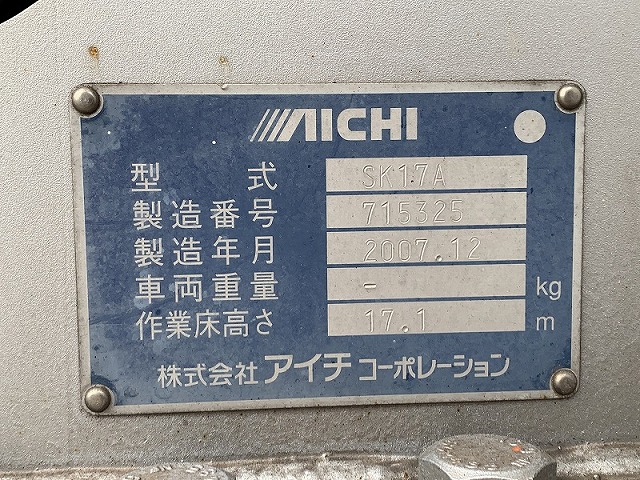 AICHI
型式 SK17A
製造番号 715325
製造年月 2007.12
車両重量 - kg
作業床高さ 17.1 m
株式会社アイチコーポレーション